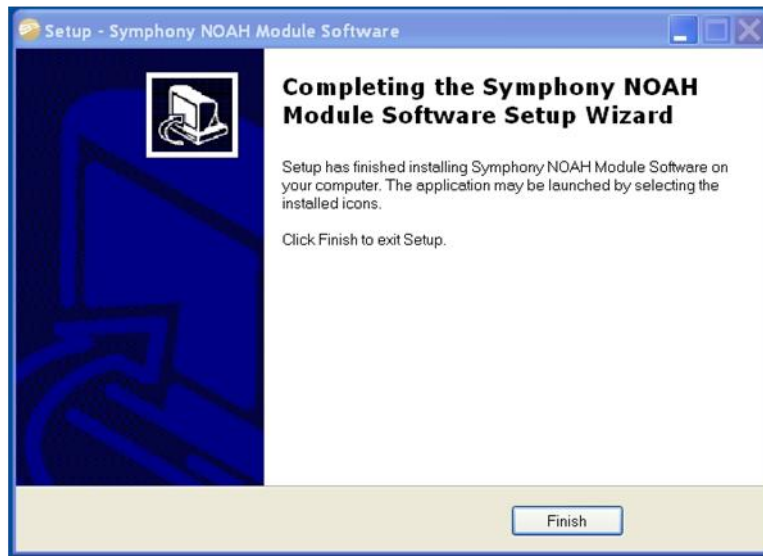 Setup - Symphony NOAH Module Software
Completing the Symphony NOAH
Module Software Setup Wizard
Setup has finished installing Symphony NOAH Module Software on
your computer. The application may be launched by selecting the
installed icons.
Click Finish to exit Setup.
Finish